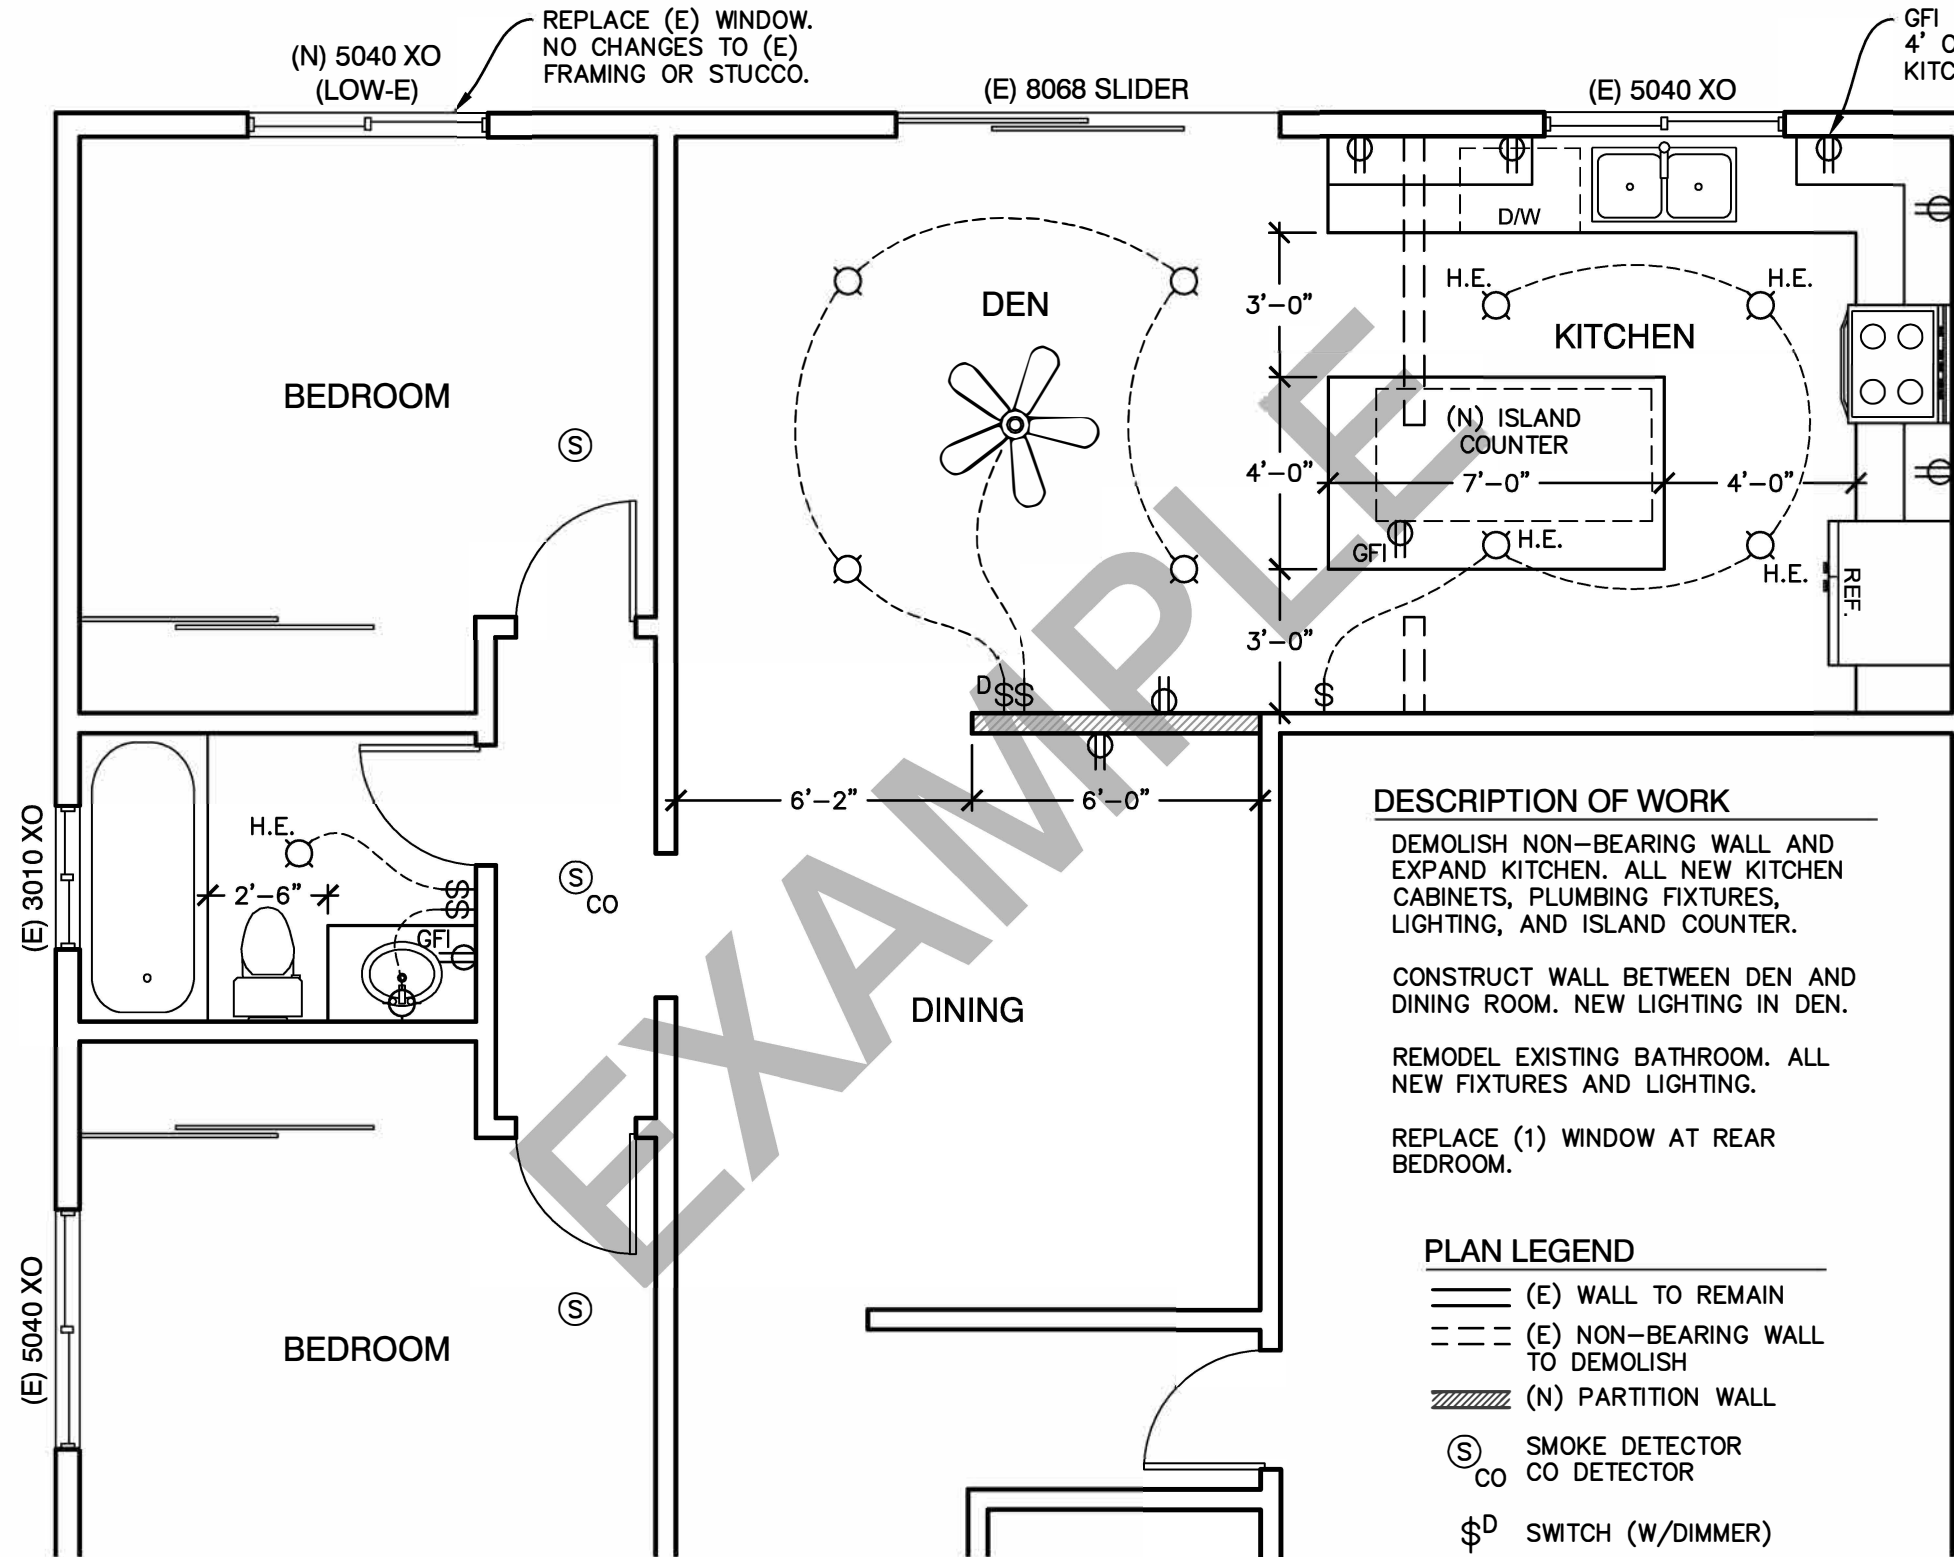 REPLACE (E) WINDOW.
NO CHANGES TO (E)
FRAMING OR STUCCO.
(N) 5040 XO
(LOW-E)
(E) 8068 SLIDER
(E) 5040 XO
GFI
4'
KITC
D/W
H.E.
H.E.
3'-0"
DEN
KITCHEN
BEDROOM
(N) ISLAND
COUNTER
S
4'-0"
7'-0"
4'-0"
GFI
H.E.
H.E.
REF.
3'-0"
D
$$
$
6'-2"
6'-0"
(E) 3010 XO
H.E.
2'-6"
$
$
GFI
S
CO
DINING
EXAMPLE
DESCRIPTION OF WORK
DEMOLISH NON-BEARING WALL AND
EXPAND KITCHEN. ALL NEW KITCHEN
CABINETS, PLUMBING FIXTURES,
LIGHTING, AND ISLAND COUNTER.
CONSTRUCT WALL BETWEEN DEN AND
DINING ROOM. NEW LIGHTING IN DEN.
REMODEL EXISTING BATHROOM. ALL
NEW FIXTURES AND LIGHTING.
REPLACE (1) WINDOW AT REAR
BEDROOM.
(E) 5040 XO
S
BEDROOM
PLAN LEGEND
(E) WALL TO REMAIN
(E) NON-BEARING WALL
TO DEMOLISH
(N) PARTITION WALL
S
CO
SMOKE DETECTOR
CO DETECTOR
$D SWITCH (W/DIMMER)